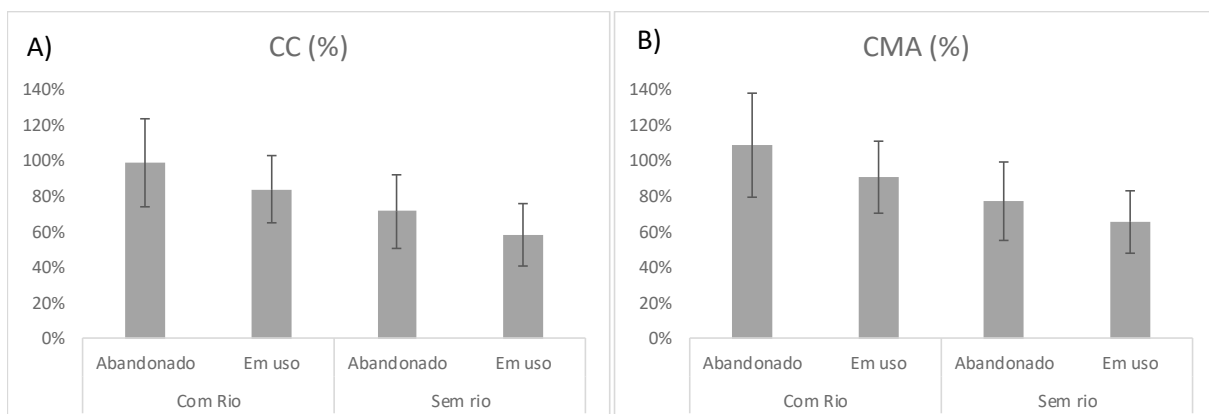 A)
CC (%)
140%
120%
100%
80%
60%
40%
20%
0%
Abandonado Em uso Abandonado Em uso
Com Rio Sem rio
B)
CMA (%)
140%
120%
100%
80%
60%
40%
20%
0%
Abandonado Em uso Abandonado Em uso
Com Rio Sem rio